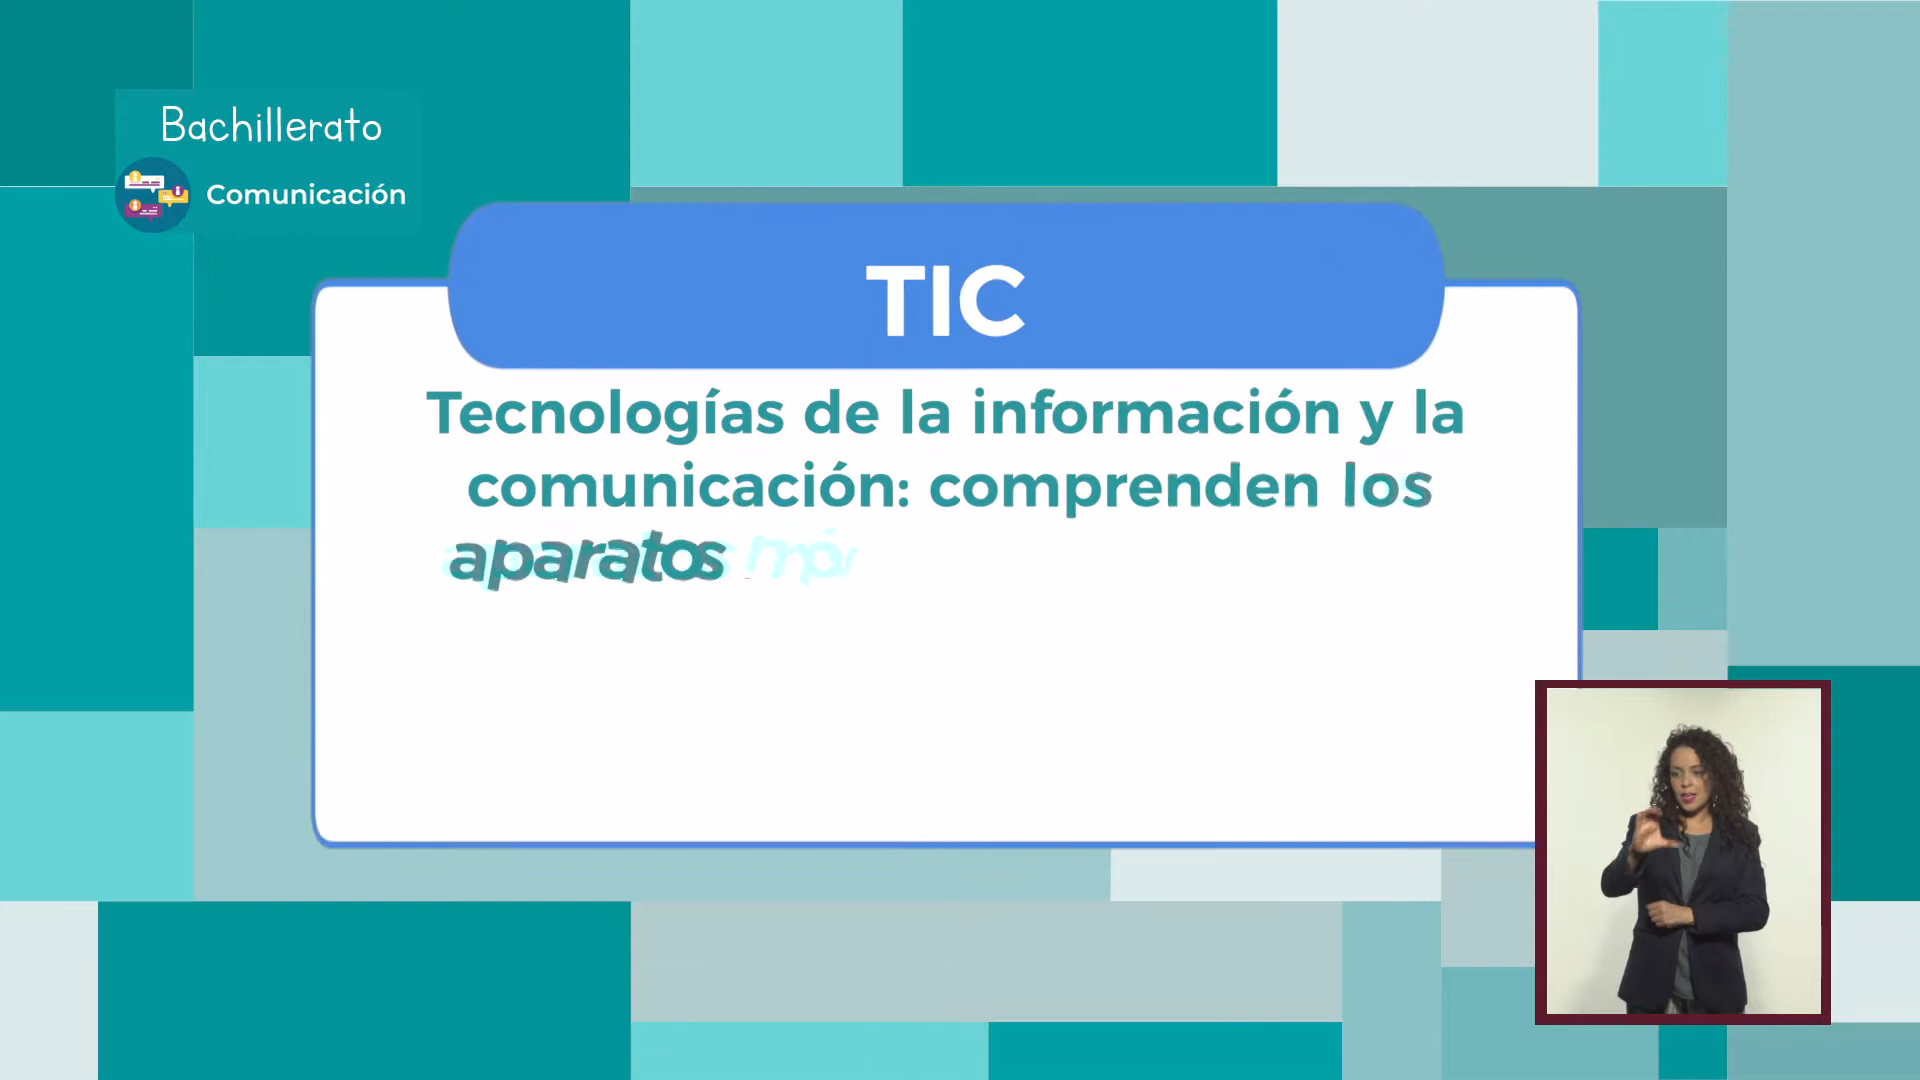 Bachillerato
Comunicación
TIC
Tecnologías de la información y la
comunicación: comprenden los
aparatos